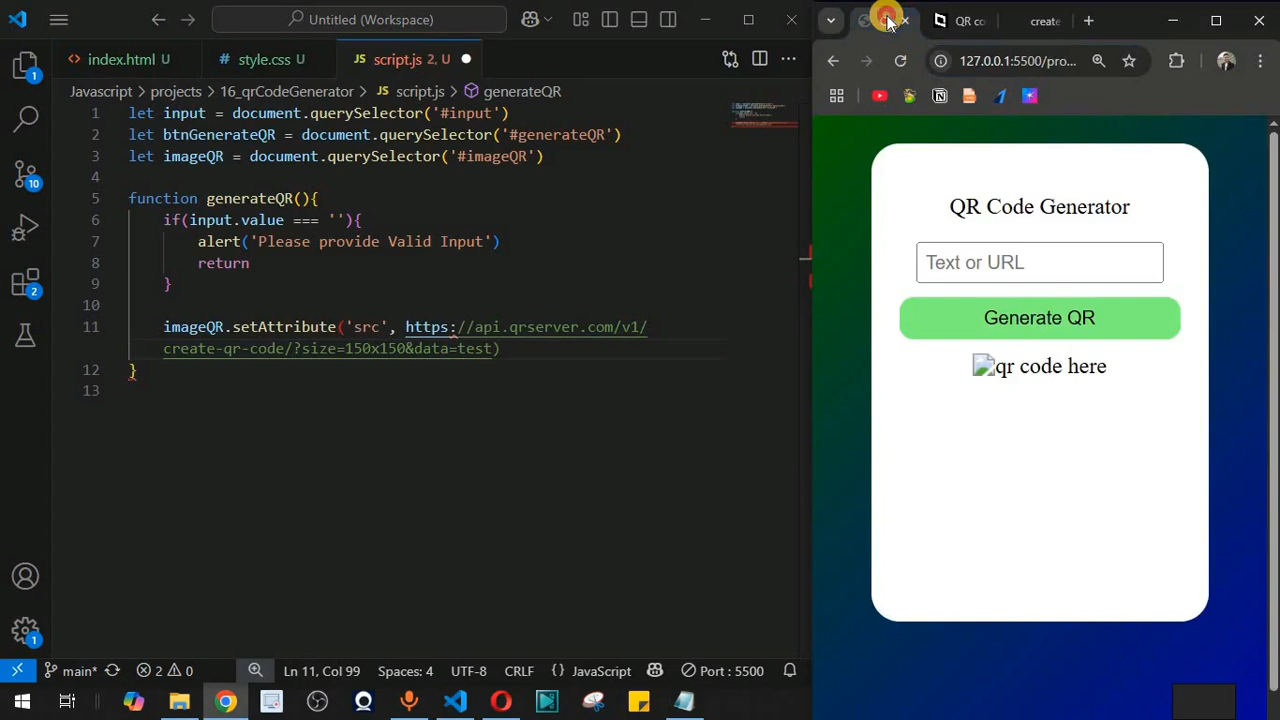 Untitled (Workspace)
index.html U
style.css U
script.js 2, U
Javascript > projects > 16_qrCodeGenerator > JS script.js > generateQR
1 let input = document.querySelector('#input')
2 let btnGenerateQR = document.querySelector('#generateQR')
3 let imageQR = document.querySelector('#imageQR')
4
5 function generateQR(){
6 if(input.value === ''){
7 alert('Please provide Valid Input')
8 return
9 }
10
11 imageQR.setAttribute('src', https://api.qrserver.com/v1/
create-qr-code/?size=150x150&data=test)
12 }
13
1
10
2
1
main*
2
0
Ln 11, Col 99
Spaces: 4
UTF-8
CRLF
{} JavaScript
Port : 5500
QR co
create
127.0.0.1:5500/pro...
QR Code Generator
Text or URL
Generate QR
qr code here